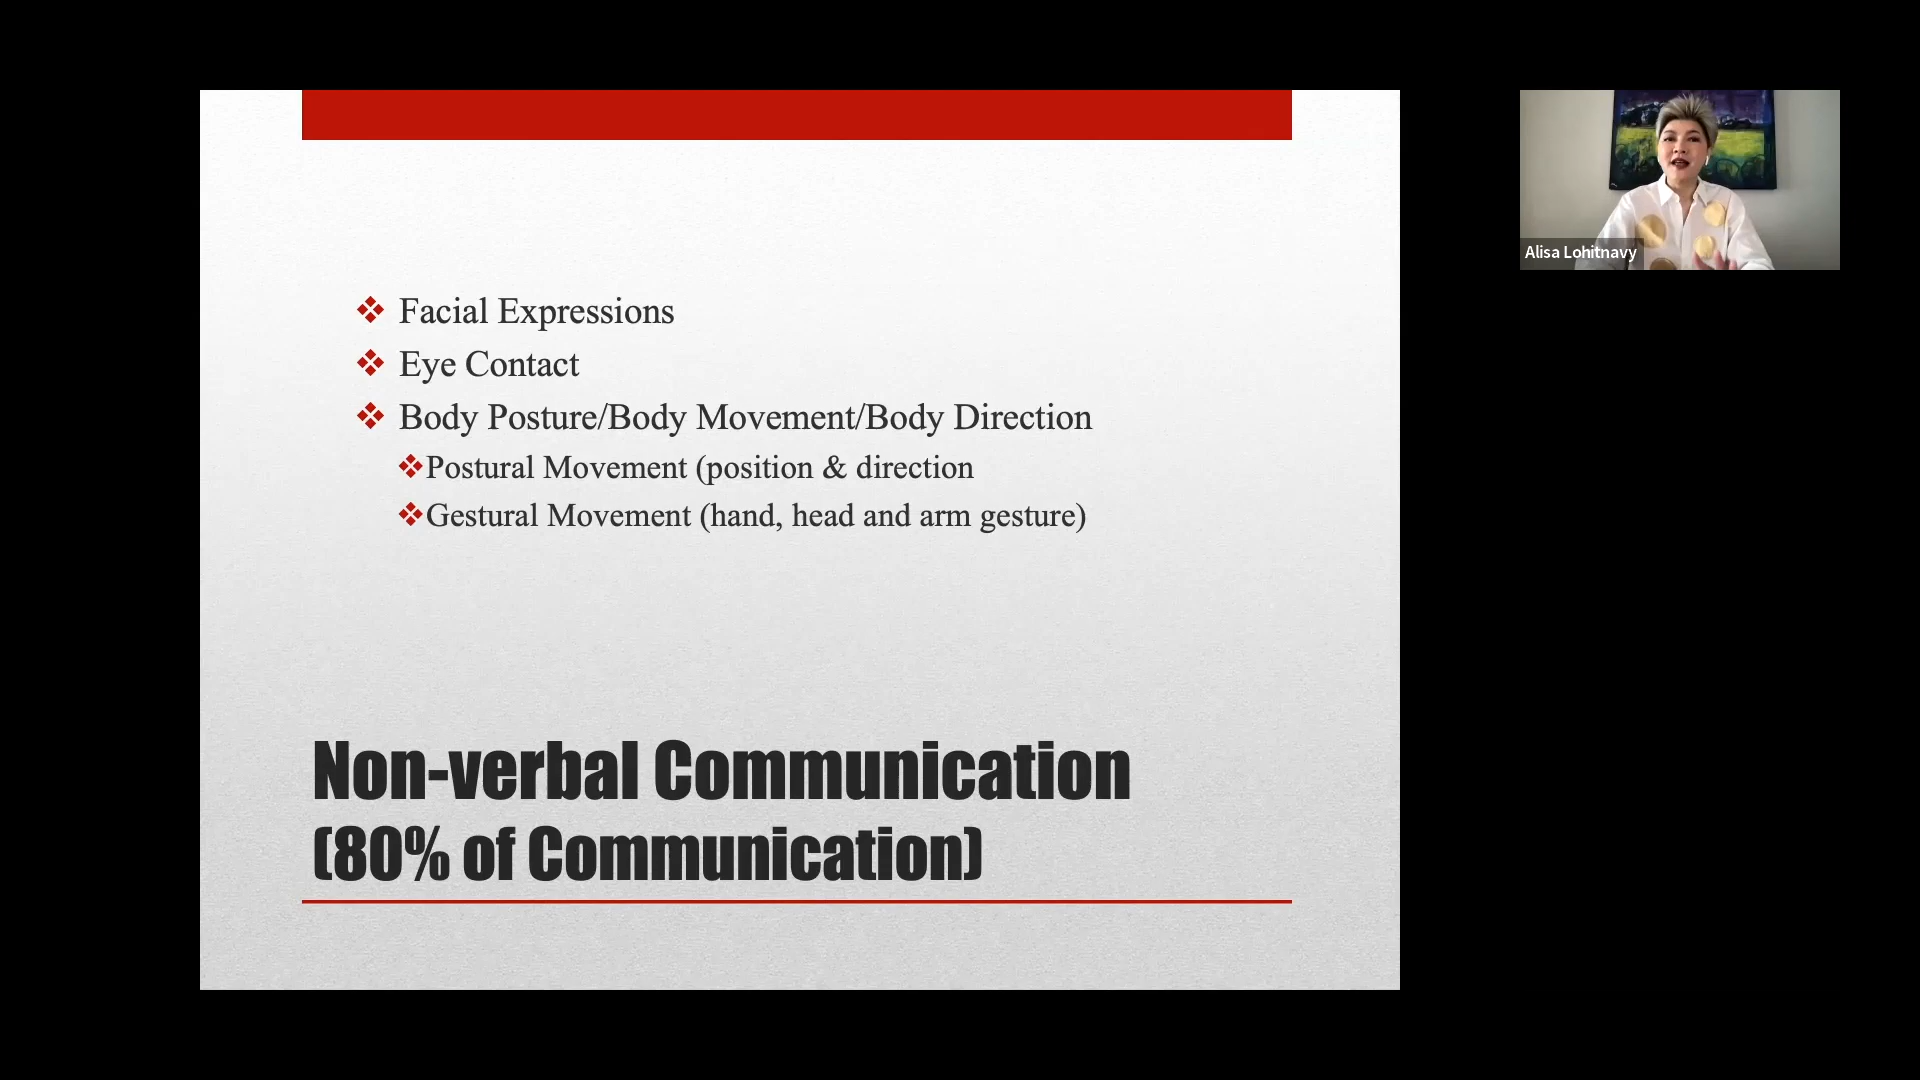 Facial Expressions
Eye Contact
Body Posture/Body Movement/Body Direction
Postural Movement (position & direction
Gestural Movement (hand, head and arm gesture)
Non-verbal Communication
(80% of Communication)
Alisa Lohitnavy